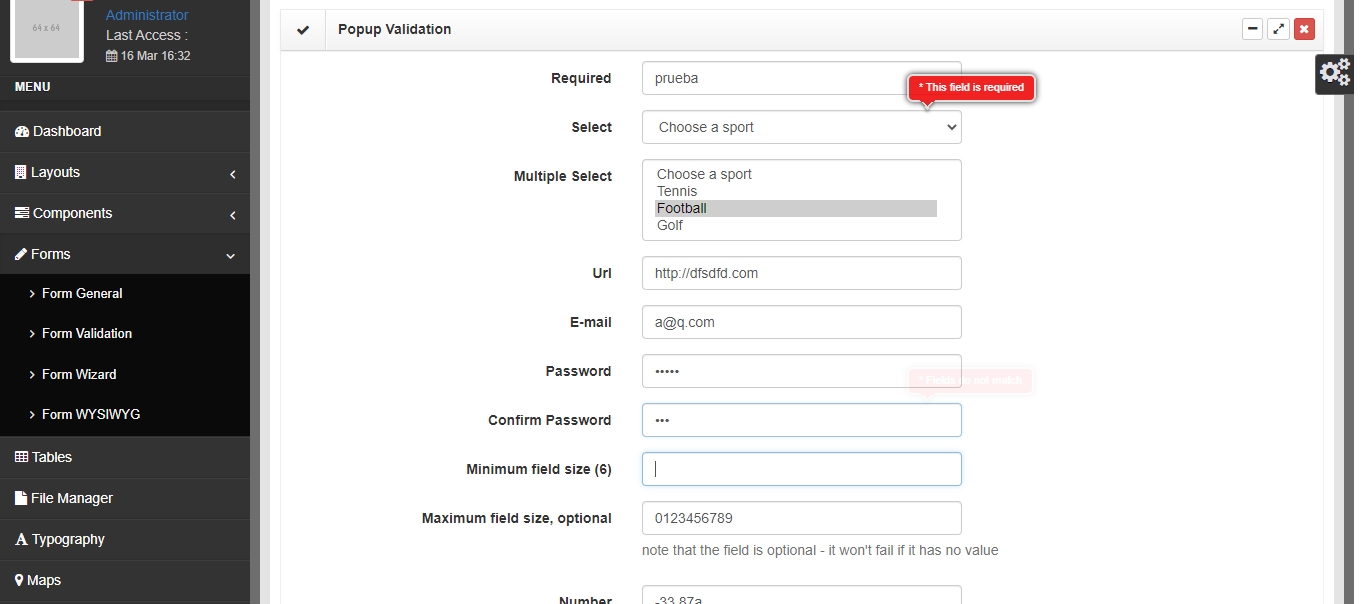 64 x 64
Administrator
Last Access :
16 Mar 16:32
MENU
Dashboard
Layouts
Components
Forms
Form General
Form Validation
Form Wizard
Form WYSIWYG
Tables
File Manager
Typography
Maps
Popup Validation
Required
prueba
* This field is required
Select
Choose a sport
Multiple Select
Choose a sport
Tennis
Football
Golf
Url
http://dfsdfd.com
E-mail
a@q.com
Password
•••••
* Fields do not match
Confirm Password
•••
Minimum field size (6)
Maximum field size, optional
0123456789
note that the field is optional - it won't fail if it has no value
Number
-33.87a